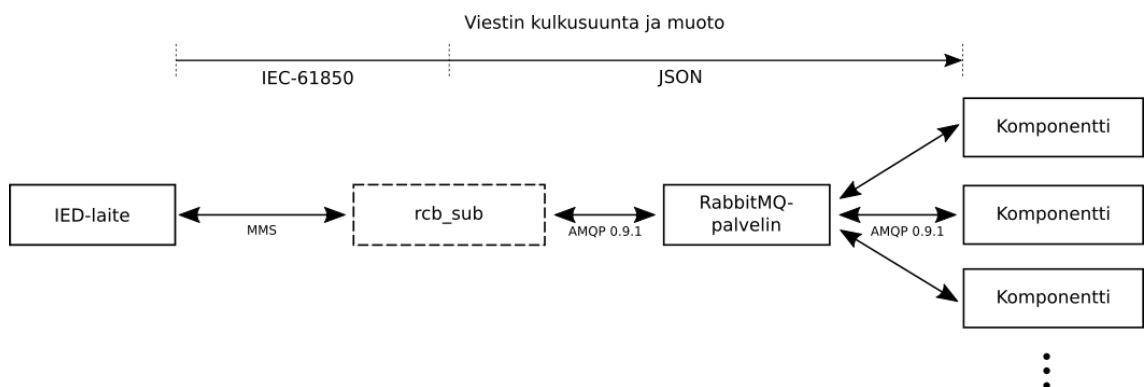 Viestin kulkusuunta ja muoto
IEC-61850
JSON
Komponentti
IED-laite
MMS
rcb_sub
AMQP 0.9.1
RabbitMQ-
palvelin
AMQP 0.9.1
Komponentti
Komponentti